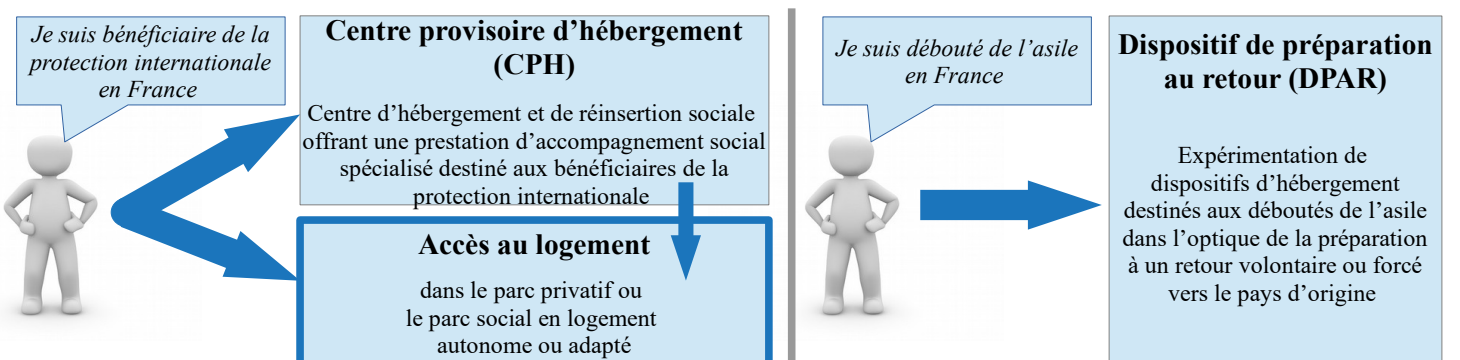 Je suis bénéficiaire de la
protection internationale
en France
Centre provisoire d’hébergement
(CPH)
Centre d’hébergement et de réinsertion sociale
offrant une prestation d’accompagnement social
spécialisé destiné aux bénéficiaires de la
protection internationale
Accès au logement
dans le parc privatif ou
le parc social en logement
autonome ou adapté
Je suis débouté de l’asile
en France
Dispositif de préparation
au retour (DPAR)
Expérimentation de
dispositifs d’hébergement
destinés aux déboutés de l’asile
dans l’optique de la préparation
à un retour volontaire ou forcé
vers le pays d’origine